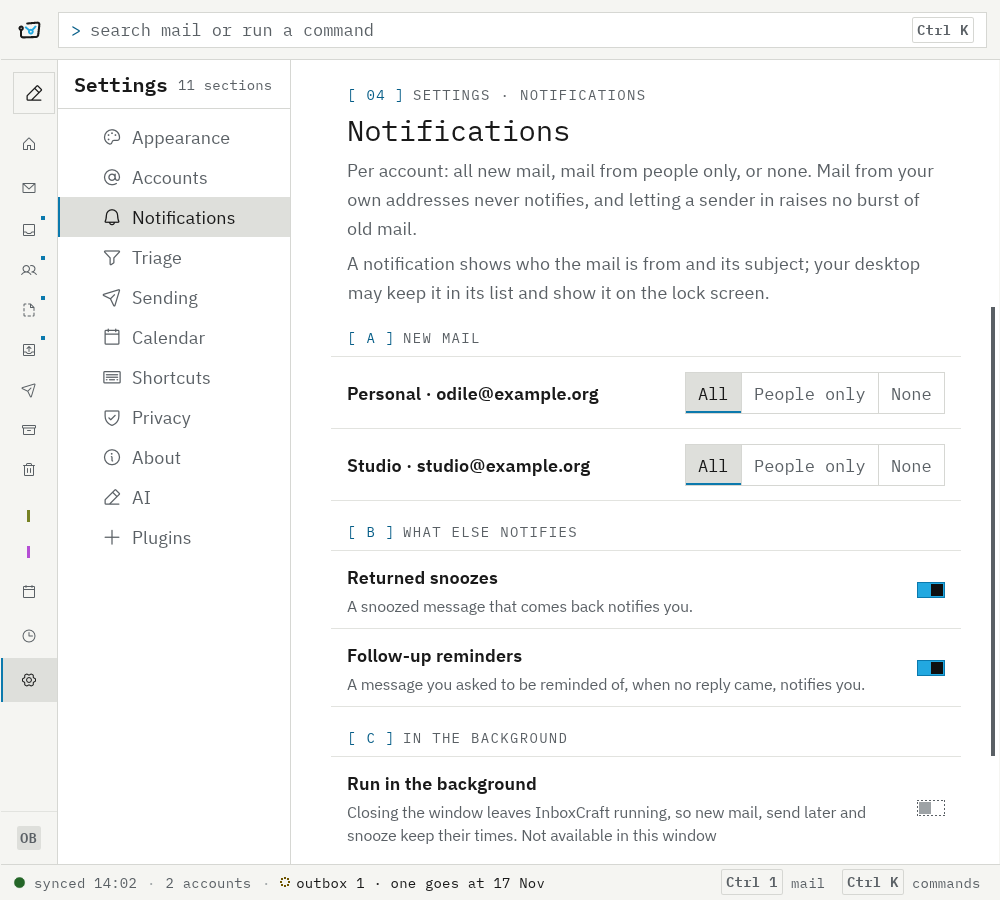 > search mail or run a command
Ctrl K
Settings 11 sections
Appearance
Accounts
Notifications
Triage
Sending
Calendar
Shortcuts
Privacy
About
AI
Plugins
OB
[ 04 ] SETTINGS · NOTIFICATIONS
Notifications
Per account: all new mail, mail from people only, or none. Mail from your
own addresses never notifies, and letting a sender in raises no burst of
old mail.
A notification shows who the mail is from and its subject; your desktop
may keep it in its list and show it on the lock screen.
[ A ] NEW MAIL
Personal · odile@example.org
All People only None
Studio · studio@example.org
All People only None
[ B ] WHAT ELSE NOTIFIES
Returned snoozes
A snoozed message that comes back notifies you.
Follow-up reminders
A message you asked to be reminded of, when no reply came, notifies you.
[ C ] IN THE BACKGROUND
Run in the background
Closing the window leaves InboxCraft running, so new mail, send later and
snooze keep their times. Not available in this window
synced 14:02 · 2 accounts · outbox 1 · one goes at 17 Nov
Ctrl 1 mail Ctrl K commands